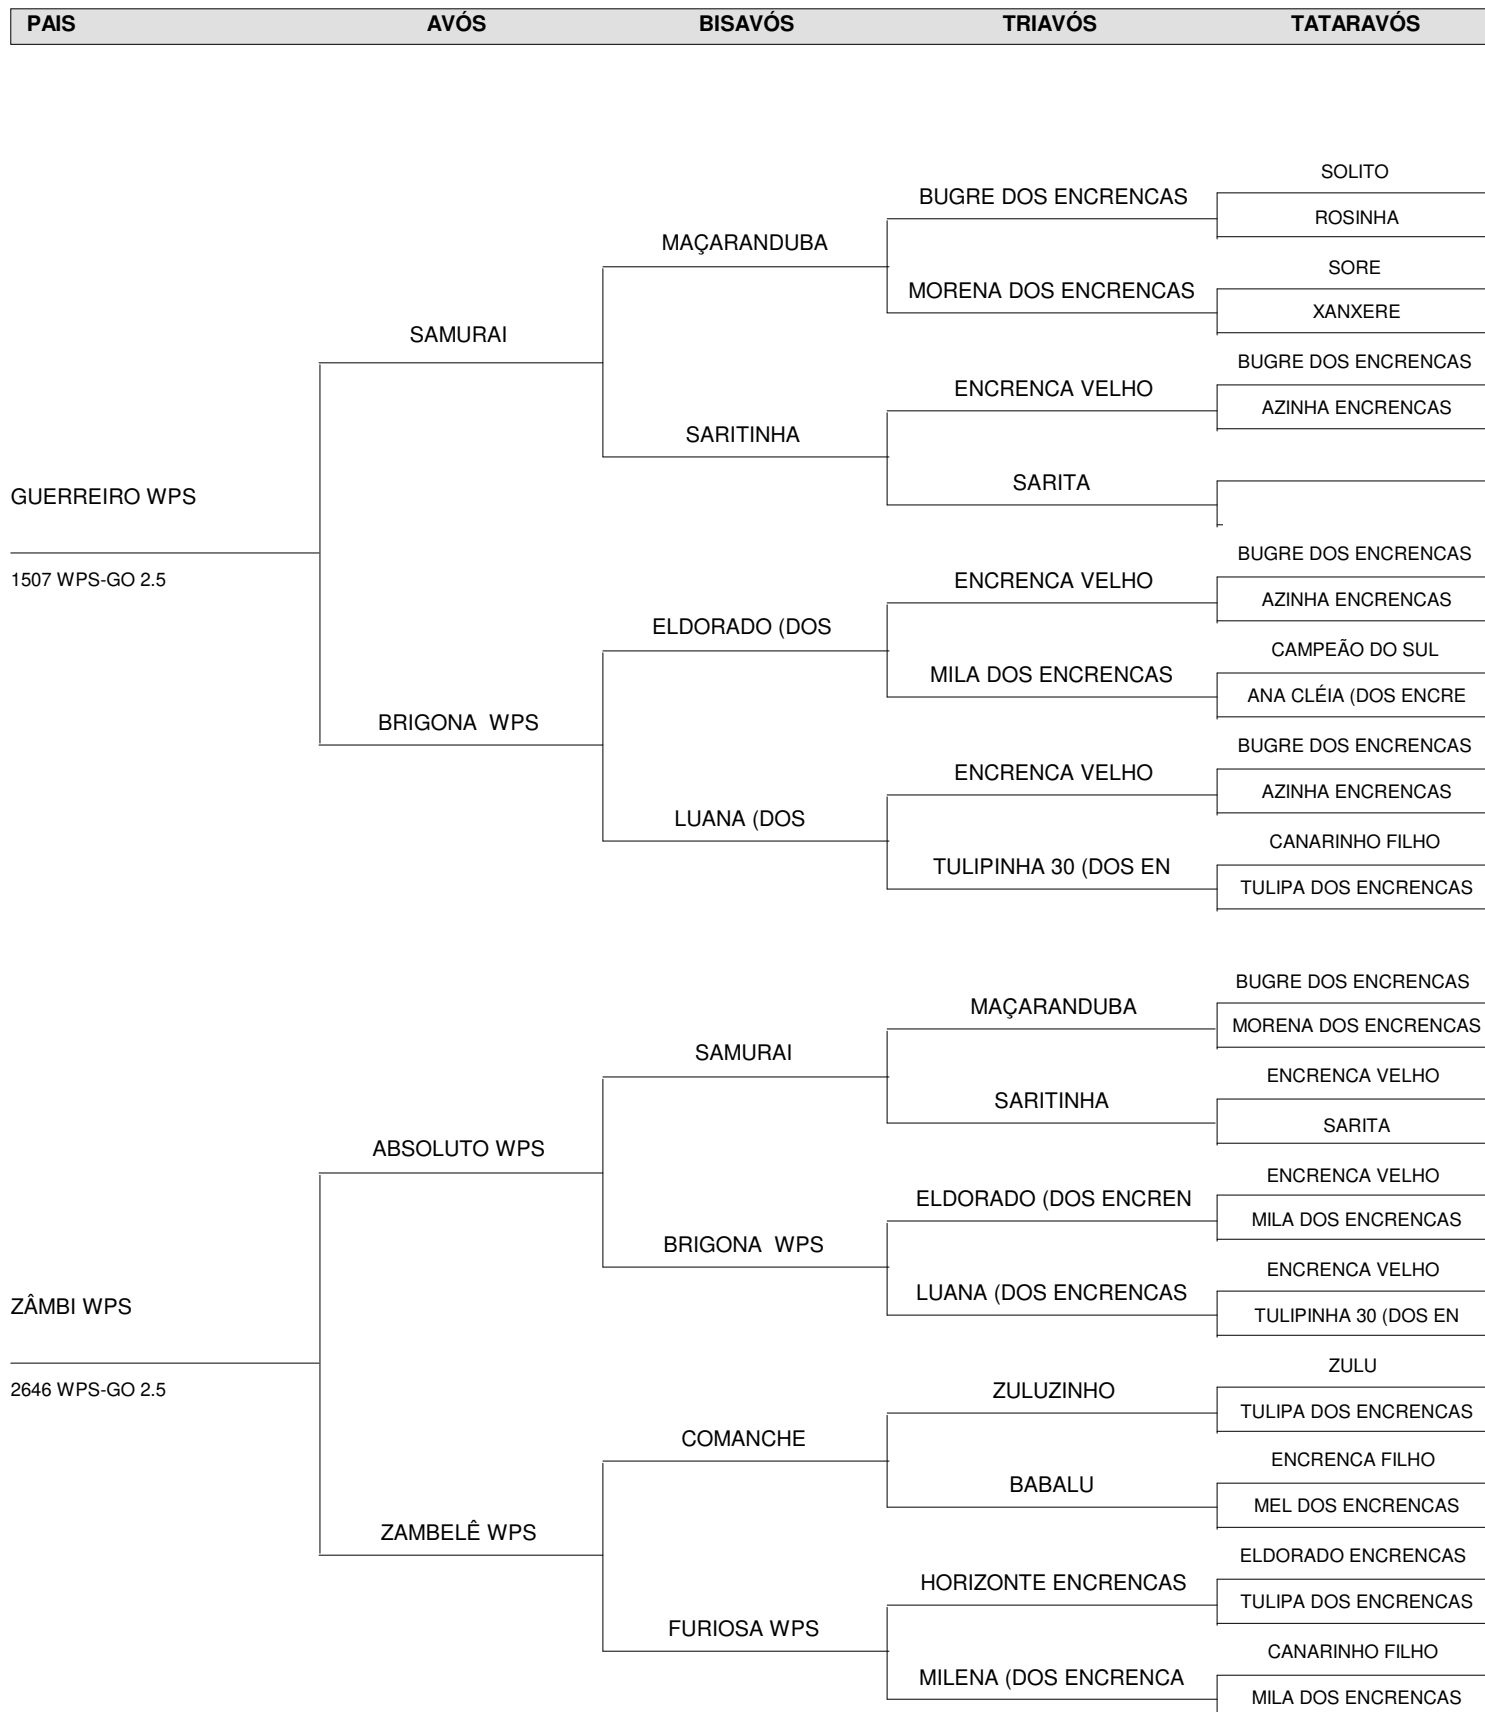 PAIS AVÓS BISAVÓS TRIAVÓS TATARAVÓS
SOLITO
BUGRE DOS ENCRENCAS
ROSINHA
MAÇARANDUBA
SORE
MORENA DOS ENCRENCAS
XANXERE
SAMURAI
BUGRE DOS ENCRENCAS
ENCRENCA VELHO
AZINHA ENCRENCAS
SARITINHA
SARITA
GUERREIRO WPS
1507 WPS-GO 2.5
BUGRE DOS ENCRENCAS
ENCRENCA VELHO
AZINHA ENCRENCAS
ELDORADO (DOS
CAMPEÃO DO SUL
MILA DOS ENCRENCAS
ANA CLÉIA (DOS ENCRE
BRIGONA  WPS
BUGRE DOS ENCRENCAS
ENCRENCA VELHO
AZINHA ENCRENCAS
LUANA (DOS
CANARINHO FILHO
TULIPINHA 30 (DOS EN
TULIPA DOS ENCRENCAS
BUGRE DOS ENCRENCAS
MAÇARANDUBA
MORENA DOS ENCRENCAS
SAMURAI
ENCRENCA VELHO
SARITINHA
SARITA
ABSOLUTO WPS
ENCRENCA VELHO
ELDORADO (DOS ENCREN
MILA DOS ENCRENCAS
BRIGONA  WPS
ENCRENCA VELHO
LUANA (DOS ENCRENCAS
TULIPINHA 30 (DOS EN
ZÂMBI WPS
2646 WPS-GO 2.5
ZULU
ZULUZINHO
TULIPA DOS ENCRENCAS
COMANCHE
ENCRENCA FILHO
BABALU
MEL DOS ENCRENCAS
ZAMBELÊ WPS
ELDORADO ENCRENCAS
HORIZONTE ENCRENCAS
TULIPA DOS ENCRENCAS
FURIOSA WPS
CANARINHO FILHO
MILENA (DOS ENCRENCA
MILA DOS ENCRENCAS